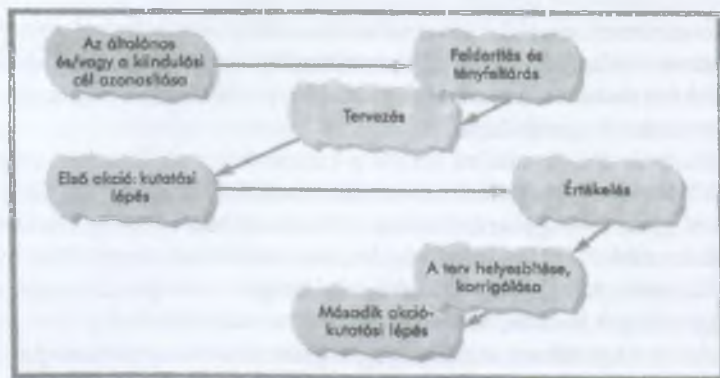 Az általános
és/vagy a kiindulási
cél azonosítása
Felderítés és
tényfeltárás
Tervezés
Első akció: kutatási
lépés
Értékelés
A terv helyesbítése,
korrigálása
Második akció-
kutatási lépés